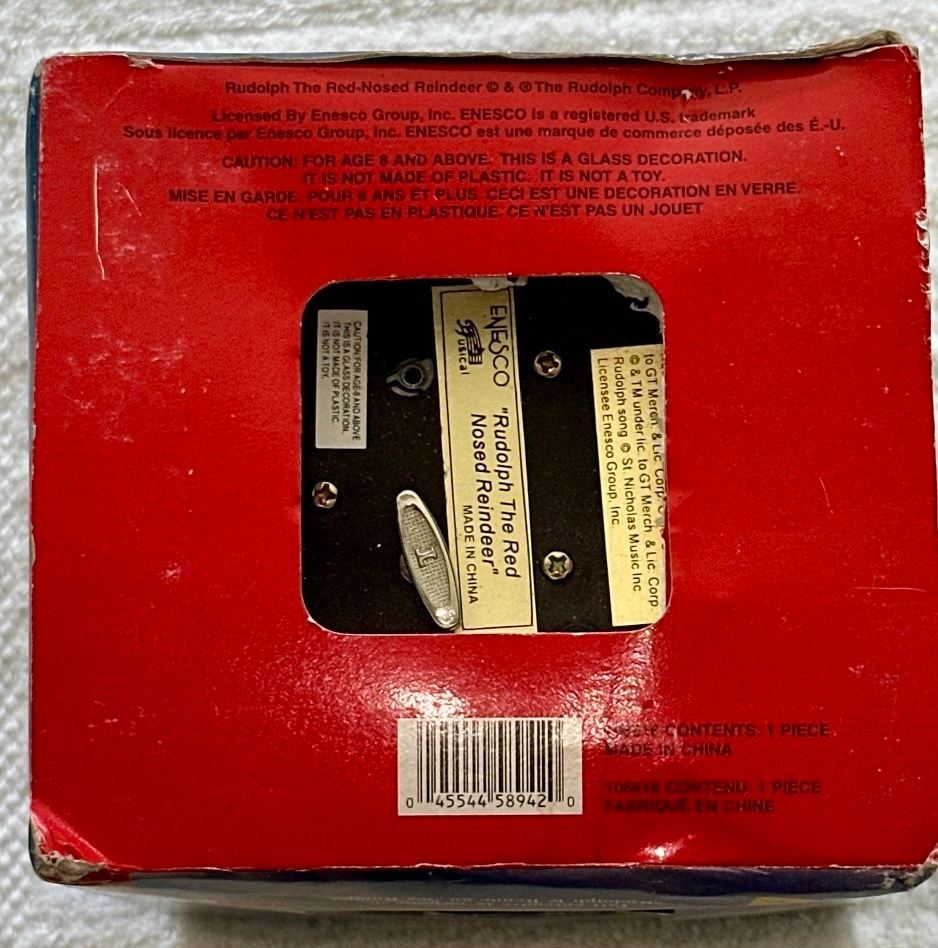 Rudolph The Red-Nosed Reindeer © & ® The Rudolph Company, L.P.
Licensed By Enesco Group, Inc. ENESCO is a registered U.S. trademark
Sous licence par Enesco Group, Inc. ENESCO est une marque de commerce déposée des É.-U.
CAUTION: FOR AGE 8 AND ABOVE. THIS IS A GLASS DECORATION.
IT IS NOT MADE OF PLASTIC. IT IS NOT A TOY.
MISE EN GARDE. POUR 8 ANS ET PLUS. CECI EST UNE DECORATION EN VERRE.
CE N'EST PAS EN PLASTIQUE. CE N'EST PAS UN JOUET
CAUTION: FOR AGE 8 AND ABOVE
THIS IS A GLASS DECORATION.
IT IS NOT MADE OF PLASTIC.
IT IS NOT A TOY.
ENESCO
Musical
"Rudolph The Red
Nosed Reindeer"
MADE IN CHINA
to GT Merch. & Lic. Corp.
© & TM under lic. to GT Merch. & Lic. Corp.
Rudolph song © St. Nicholas Music Inc.
Licensee Enesco Group, Inc.
0 45544 58942 0
CONTENTS: 1 PIECE
MADE IN CHINA
CONTENU: 1 PIÈCE
FABRIQUÉ EN CHINE